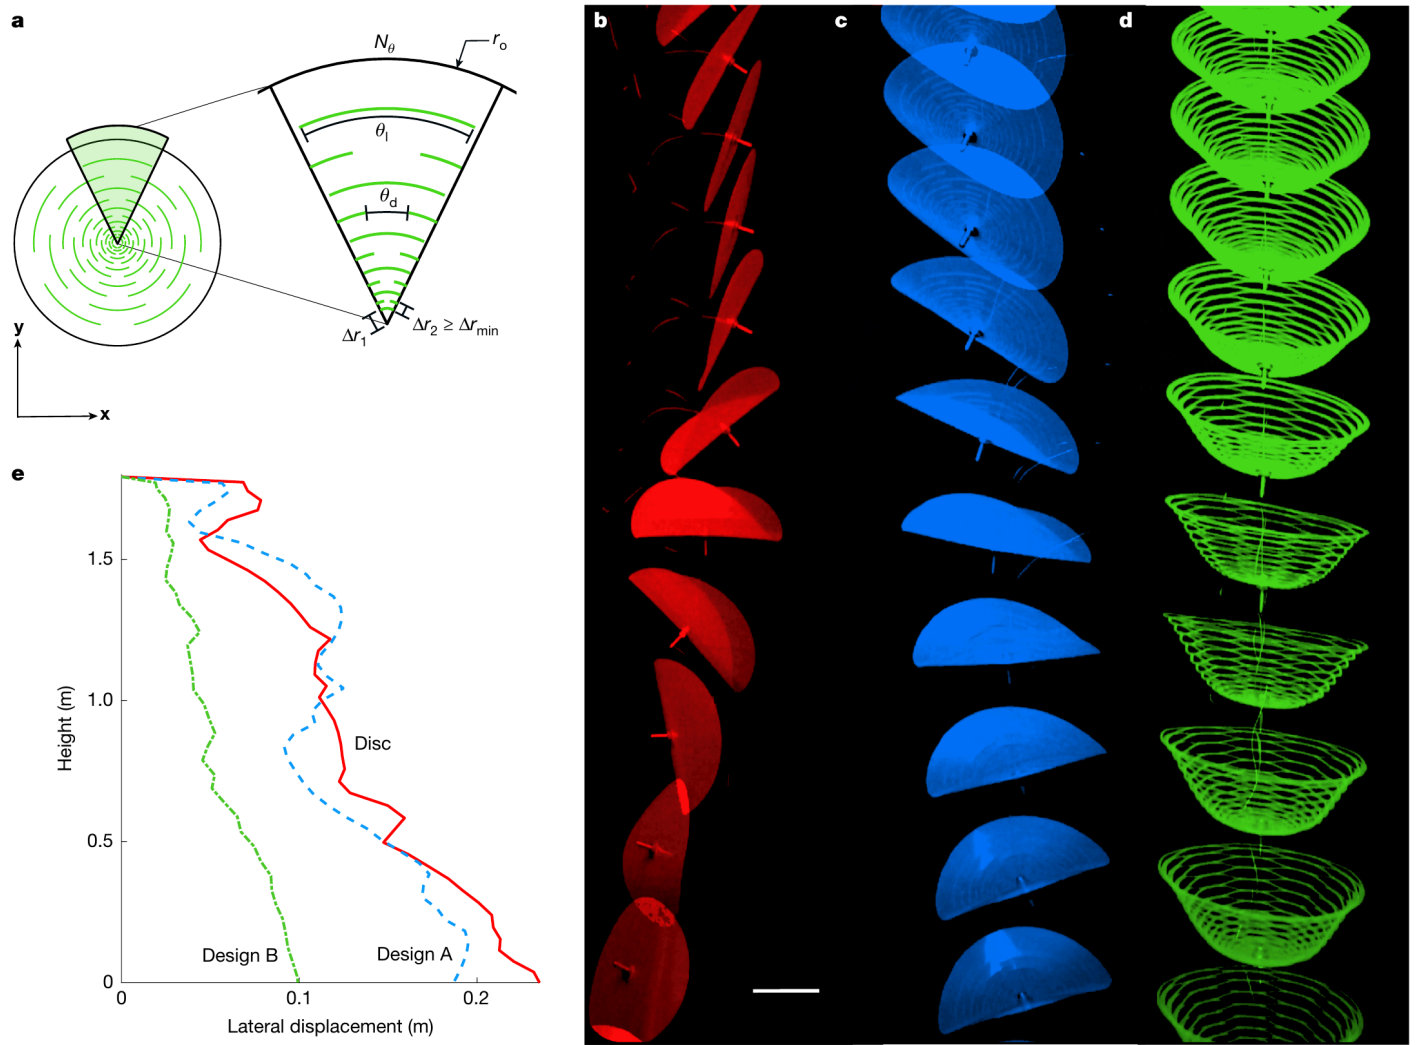 a
N_θ
r_o
θ_l
θ_d
Δr_1
Δr_2 ≥ Δr_min
y
x
b
c
d
e
1.5
1.0
0.5
0
Height (m)
Disc
Design B
Design A
0
0.1
0.2
Lateral displacement (m)